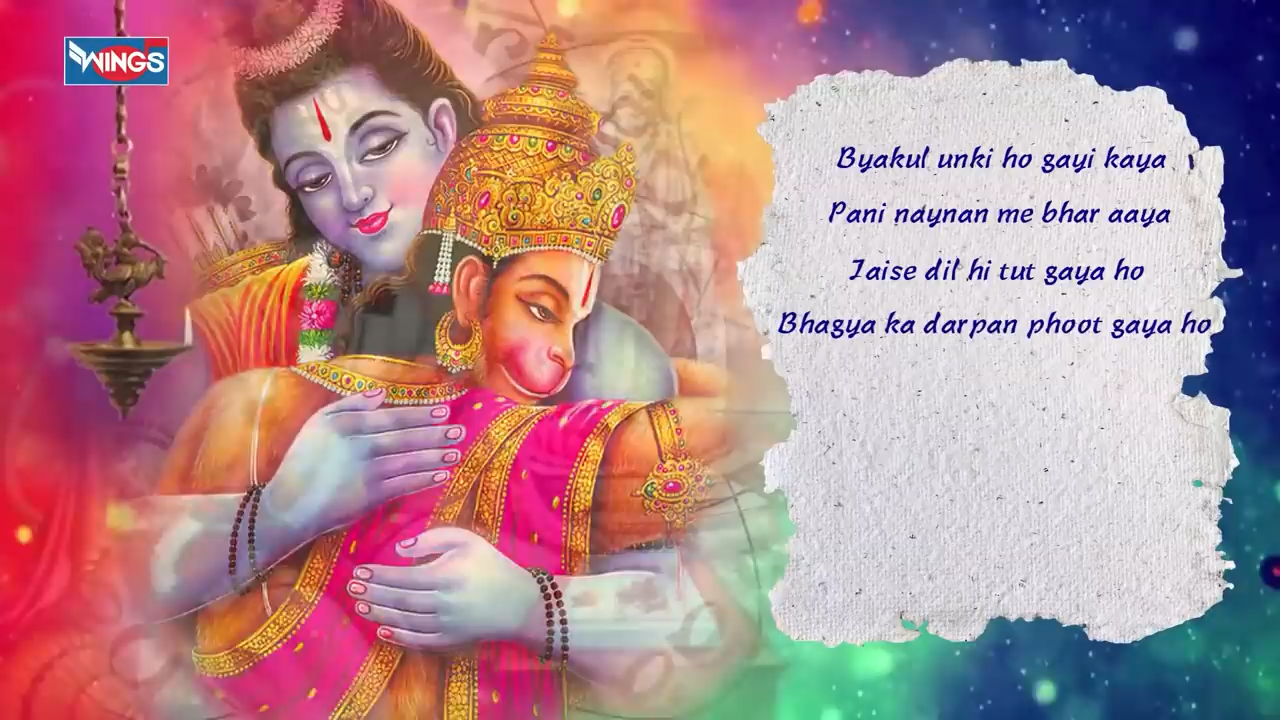 WINGS
Byakul unki ho gayi kaya
Pani naynan me bhar aaya
Jaise dil hi tut gaya ho
Bhagya ka darpan phoot gaya ho